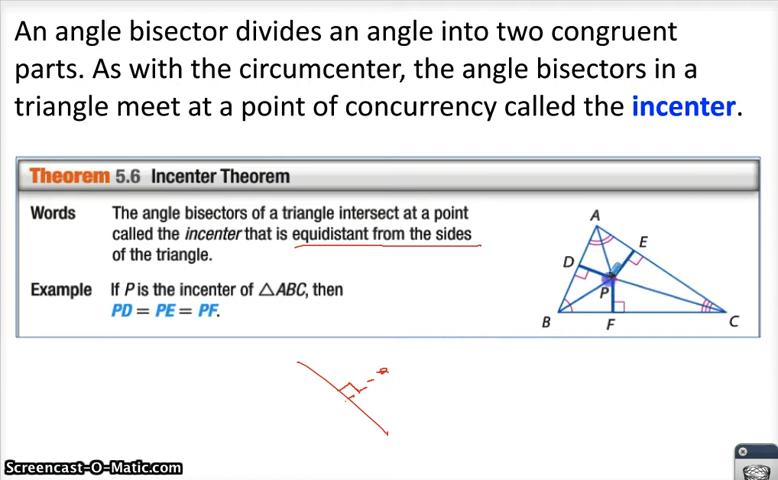 An angle bisector divides an angle into two congruent
parts. As with the circumcenter, the angle bisectors in a
triangle meet at a point of concurrency called the incenter.
Theorem 5.6 Incenter Theorem
Words The angle bisectors of a triangle intersect at a point
called the incenter that is equidistant from the sides
of the triangle.
Example If P is the incenter of △ABC, then
PD = PE = PF.
A
E
D
P
B
F
C
Screencast-O-Matic.com